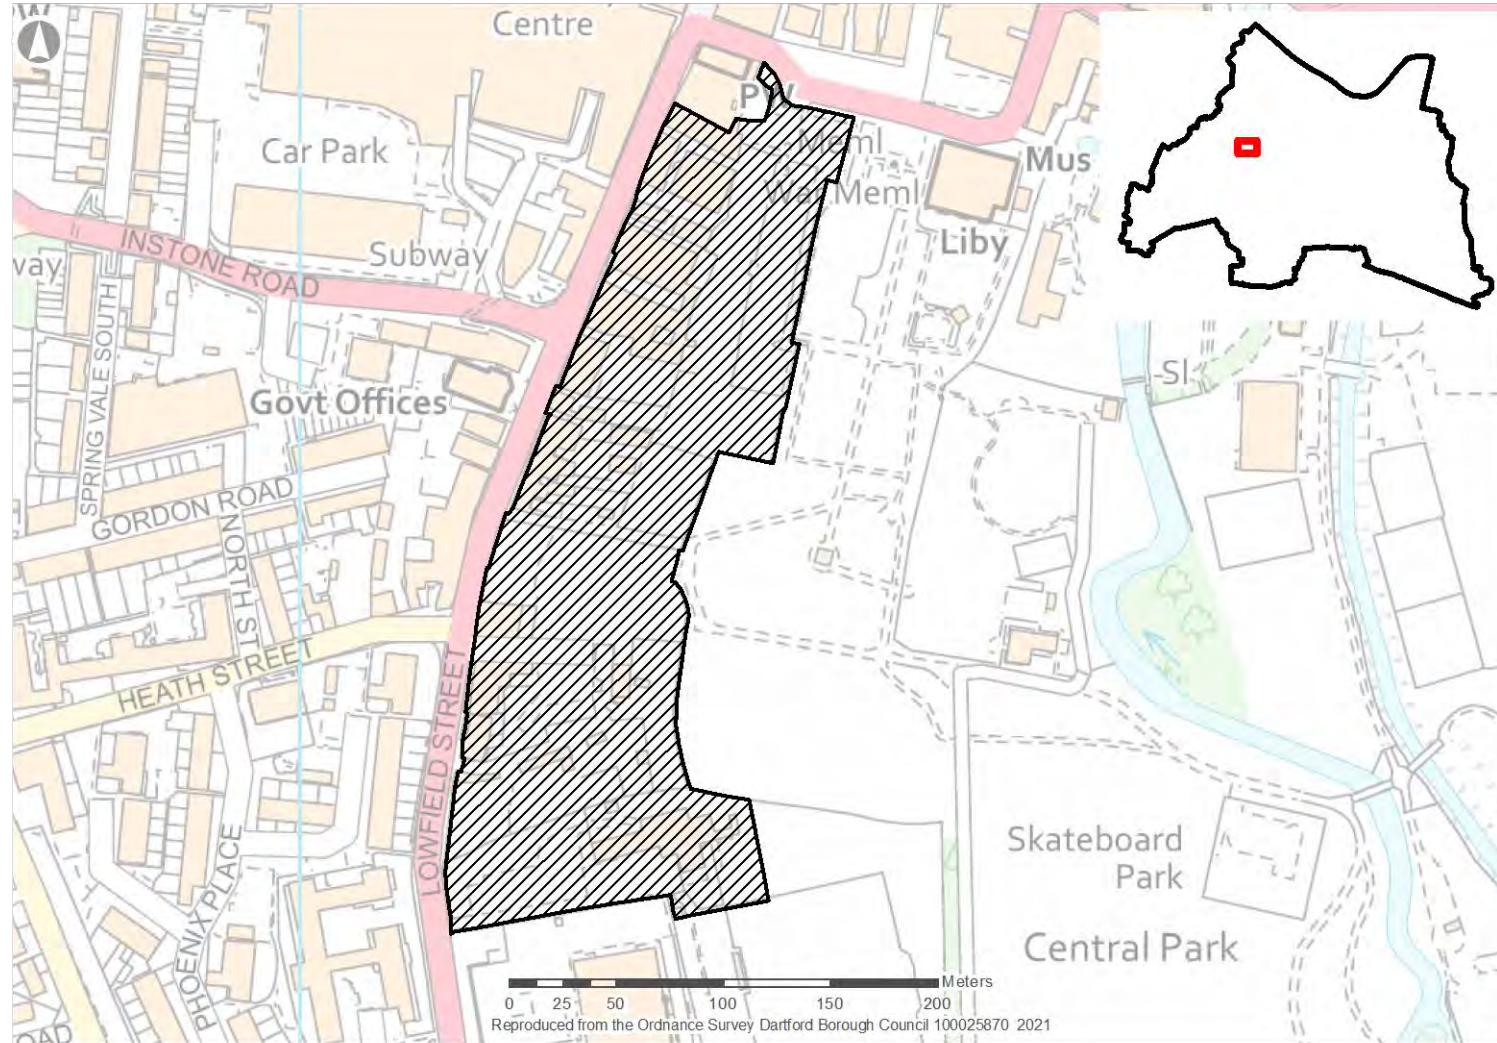 Centre
PW
Car Park
Meml
Mus
War Meml
Liby
INSTONE ROAD
Subway
way
SPRING VALE SOUTH
Sl
Govt Offices
GORDON ROAD
NORTH ST
HEATH STREET
LOWFIELD STREET
PHOENIX PLACE
Skateboard
Park
Central Park
OAD
Meters
0 25 50 100 150 200
Reproduced from the Ordnance Survey Dartford Borough Council 100025870 2021